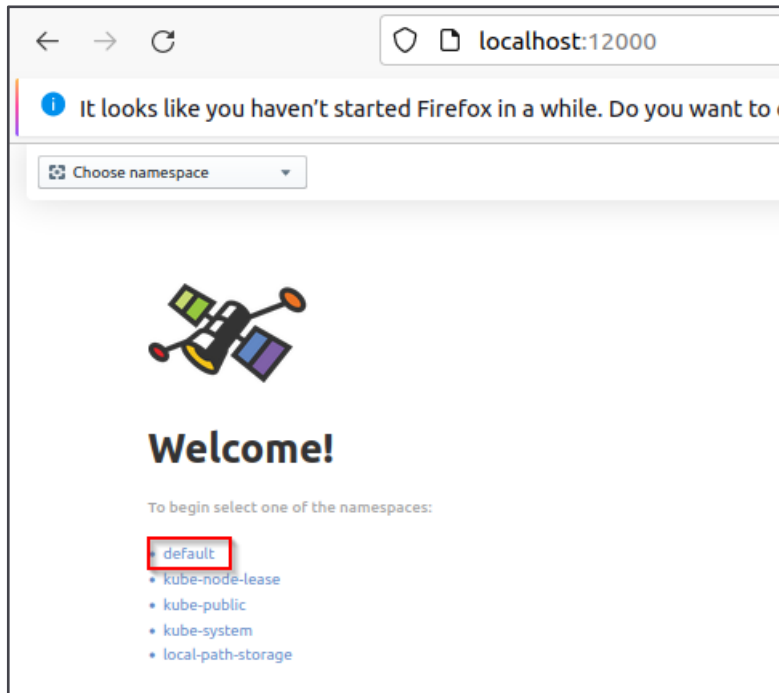 localhost:12000
It looks like you haven’t started Firefox in a while. Do you want to
Choose namespace
Welcome!
To begin select one of the namespaces:
• default
• kube-node-lease
• kube-public
• kube-system
• local-path-storage